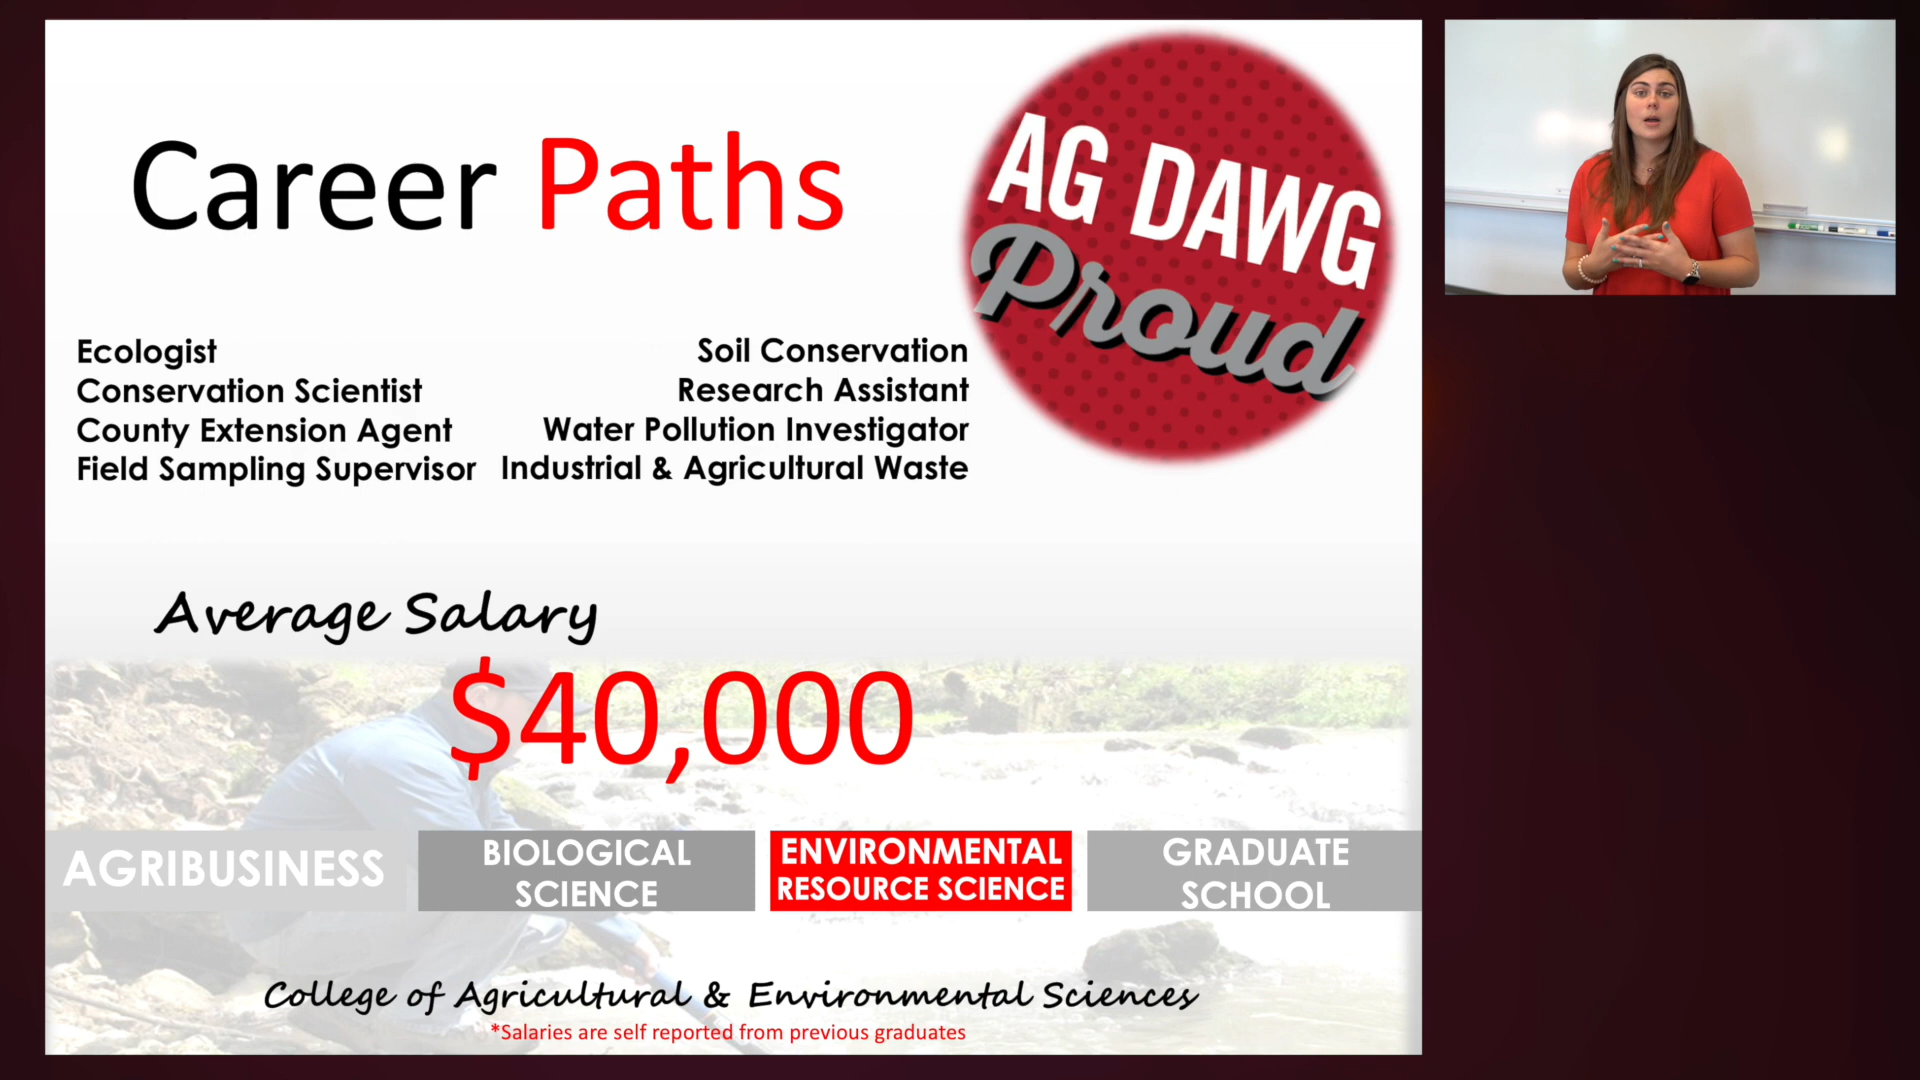 Career Paths
AG DAWG
Proud
Ecologist
Conservation Scientist
County Extension Agent
Field Sampling Supervisor
Soil Conservation
Research Assistant
Water Pollution Investigator
Industrial & Agricultural Waste
Average Salary
$40,000
AGRIBUSINESS
BIOLOGICAL
SCIENCE
ENVIRONMENTAL
RESOURCE SCIENCE
GRADUATE
SCHOOL
College of Agricultural & Environmental Sciences
*Salaries are self reported from previous graduates